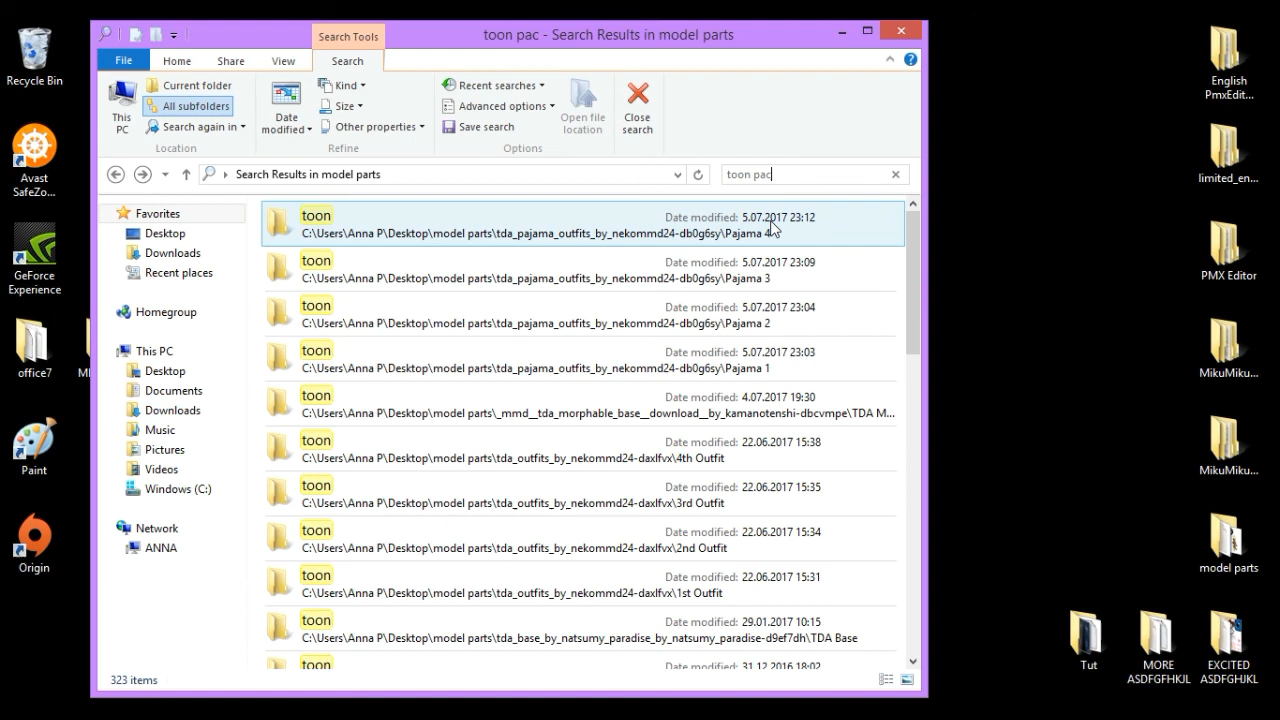 Recycle Bin
Avast
SafeZo...
GeForce
Experience
office7
Paint
Origin
Search Tools
toon pac - Search Results in model parts
File
Home
Share
View
Search
This
PC
Current folder
All subfolders
Search again in
Location
Date
modified
Kind
Size
Other properties
Refine
Recent searches
Advanced options
Save search
Open file
location
Options
Close
search
Search Results in model parts
toon pac
Favorites
Desktop
Downloads
Recent places
Homegroup
This PC
Desktop
Documents
Downloads
Music
Pictures
Videos
Windows (C:)
Network
ANNA
toon
Date modified: 5.07.2017 23:12
C:\Users\Anna P\Desktop\model parts\tda_pajama_outfits_by_nekommd24-db0g6sy\Pajama 4
toon
Date modified: 5.07.2017 23:09
C:\Users\Anna P\Desktop\model parts\tda_pajama_outfits_by_nekommd24-db0g6sy\Pajama 3
toon
Date modified: 5.07.2017 23:04
C:\Users\Anna P\Desktop\model parts\tda_pajama_outfits_by_nekommd24-db0g6sy\Pajama 2
toon
Date modified: 5.07.2017 23:03
C:\Users\Anna P\Desktop\model parts\tda_pajama_outfits_by_nekommd24-db0g6sy\Pajama 1
toon
Date modified: 4.07.2017 19:30
C:\Users\Anna P\Desktop\model parts\_mmd__tda_morphable_base__download_by_kamanotenshi-dbcvmpe\TDA M...
toon
Date modified: 22.06.2017 15:38
C:\Users\Anna P\Desktop\model parts\tda_outfits_by_nekommd24-daxlfvx\4th Outfit
toon
Date modified: 22.06.2017 15:35
C:\Users\Anna P\Desktop\model parts\tda_outfits_by_nekommd24-daxlfvx\3rd Outfit
toon
Date modified: 22.06.2017 15:34
C:\Users\Anna P\Desktop\model parts\tda_outfits_by_nekommd24-daxlfvx\2nd Outfit
toon
Date modified: 22.06.2017 15:31
C:\Users\Anna P\Desktop\model parts\tda_outfits_by_nekommd24-daxlfvx\1st Outfit
toon
Date modified: 29.01.2017 10:15
C:\Users\Anna P\Desktop\model parts\tda_base_by_natsumy_paradise_by_natsumy_paradise-d9ef7dh\TDA Base
toon
Date modified: 31.12.2016 18:02
323 items
English
PmxEdit...
limited_en...
PMX Editor
MikuMiku...
MikuMiku...
model parts
Tut
MORE
ASDFGFHKJL
EXCITED
ASDFGHJKL